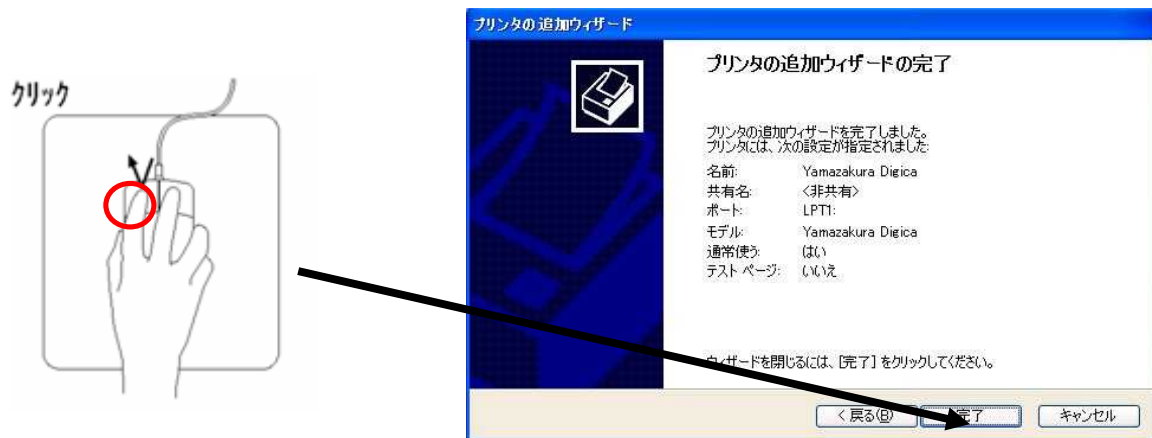 クリック
プリンタの追加ウィザード
プリンタの追加ウィザードの完了
プリンタの追加ウィザードを完了しました。
プリンタには、次の設定が指定されました:
名前: Yamazakura Digica
共有名: <非共有>
ポート: LPT1:
モデル: Yamazakura Digica
通常使う: はい
テスト ページ: いいえ
ウィザードを閉じるには、[完了] をクリックしてください。
< 戻る(B) 完了 キャンセル